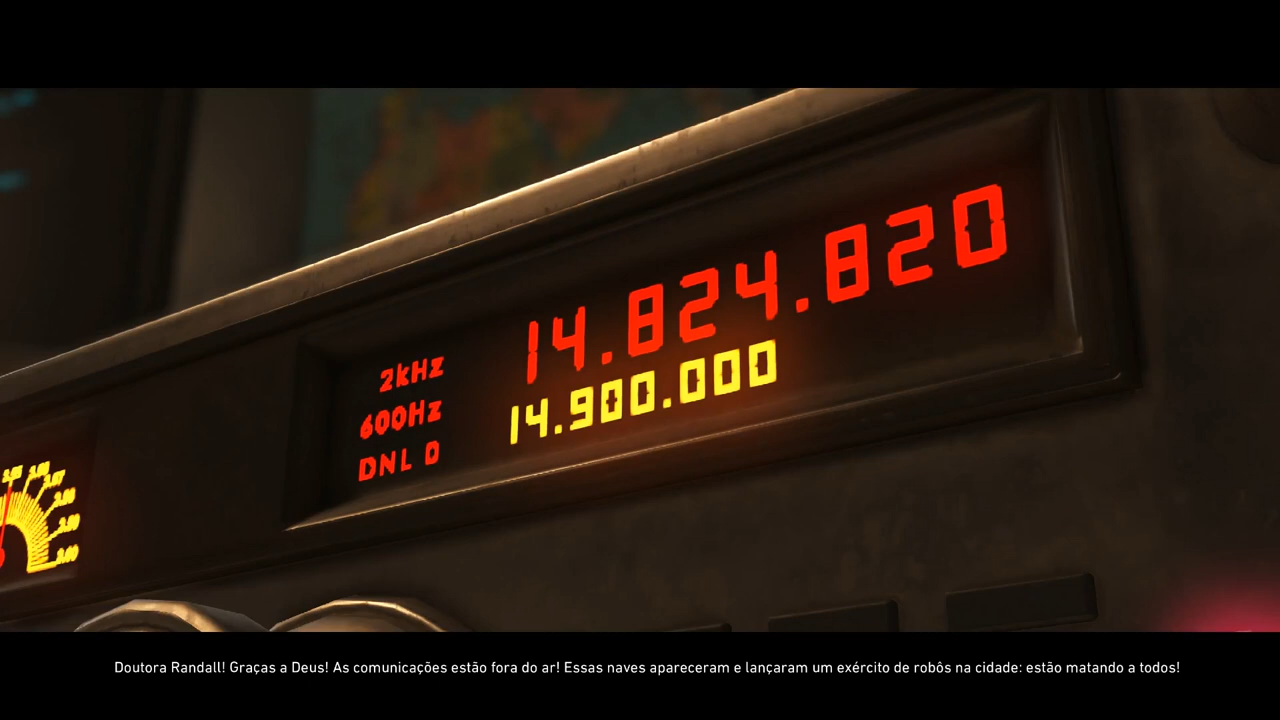 14.824.820
2kHz
14.900.000
600Hz
DNL 0
Doutora Randall! Graças a Deus! As comunicações estão fora do ar! Essas naves apareceram e lançaram um exército de robôs na cidade: estão matando a todos!